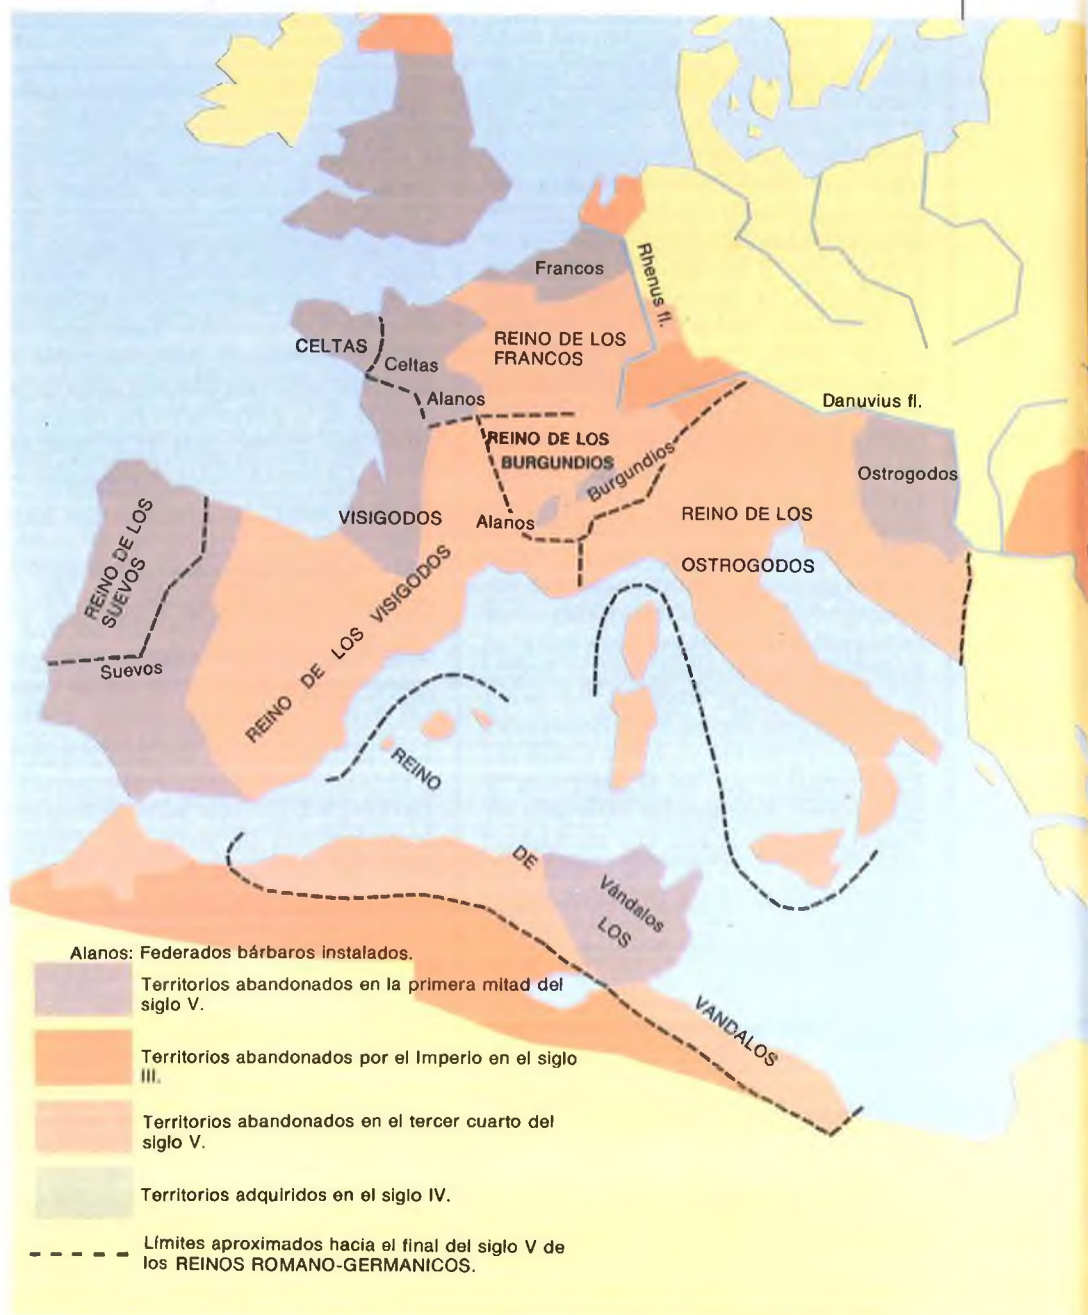 Francos
Rhenus fl.
CELTAS
Celtas
REINO DE LOS
FRANCOS
Alanos
Danuvius fl.
REINO DE LOS
BURGUNDIOS
Burgundios
Ostrogodos
VISIGODOS
Alanos
REINO DE LOS
OSTROGODOS
REINO DE LOS
SUEVOS
Suevos
REINO DE LOS VISIGODOS
REINO
DE
Vándalos
LOS
VANDALOS
Alanos: Federados bárbaros instalados.
Territorios abandonados en la primera mitad del
siglo V.
Territorios abandonados por el Imperio en el siglo
III.
Territorios abandonados en el tercer cuarto del
siglo V.
Territorios adquiridos en el siglo IV.
Límites aproximados hacia el final del siglo V de
los REINOS ROMANO-GERMANICOS.